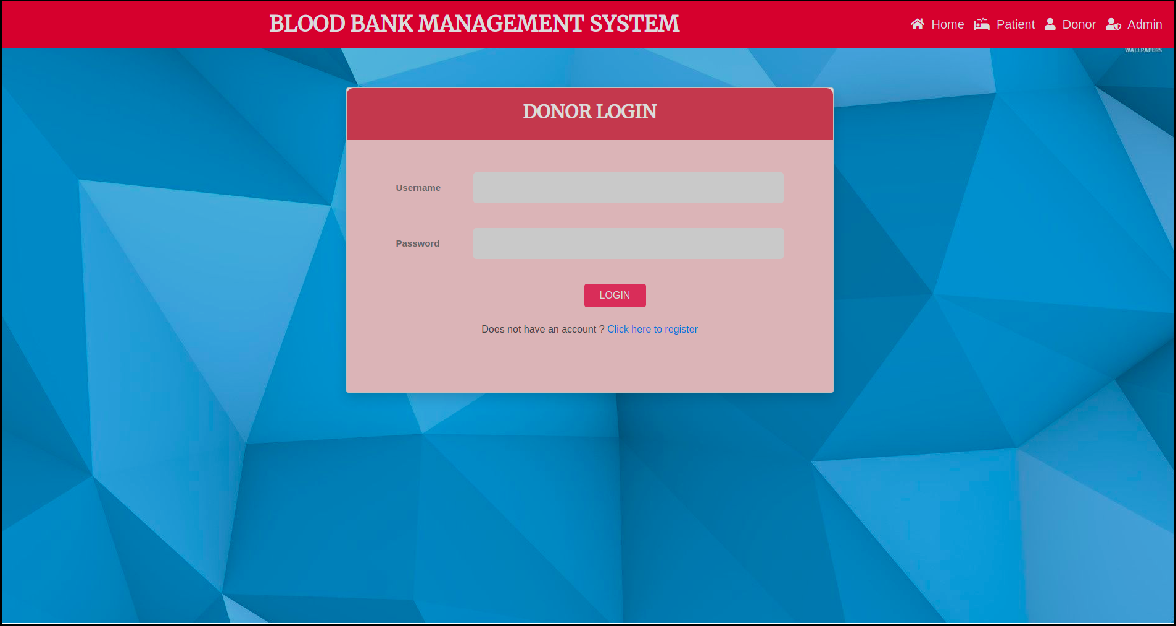 BLOOD BANK MANAGEMENT SYSTEM
Home Patient Donor Admin
WALLPAPERS
DONOR LOGIN
Username
Password
LOGIN
Does not have an account ? Click here to register